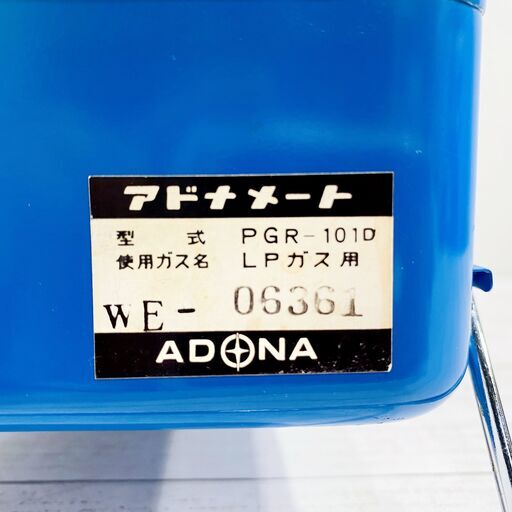 アドナメート
型式 PGR-101D
使用ガス名 LPガス用
WE- 06361
ADONA